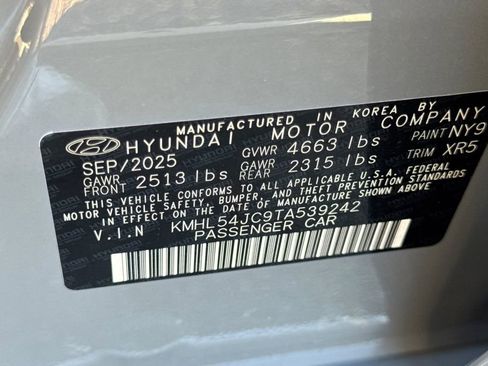 MANUFACTURED IN KOREA BY
HYUNDAI MOTOR COMPANY
SEP/2025 GVWR 4663 lbs PAINT NY9
GAWR FRONT 2513 lbs GAWR REAR 2315 lbs TRIM XR5
THIS VEHICLE CONFORMS TO ALL APPLICABLE U.S.A. FEDERAL
MOTOR VEHICLE SAFETY, BUMPER, AND THEFT PREVENTION STANDARDS
IN EFFECT ON THE DATE OF MANUFACTURE SHOWN ABOVE.
V.I.N KMHL54JC9TA539242
PASSENGER CAR